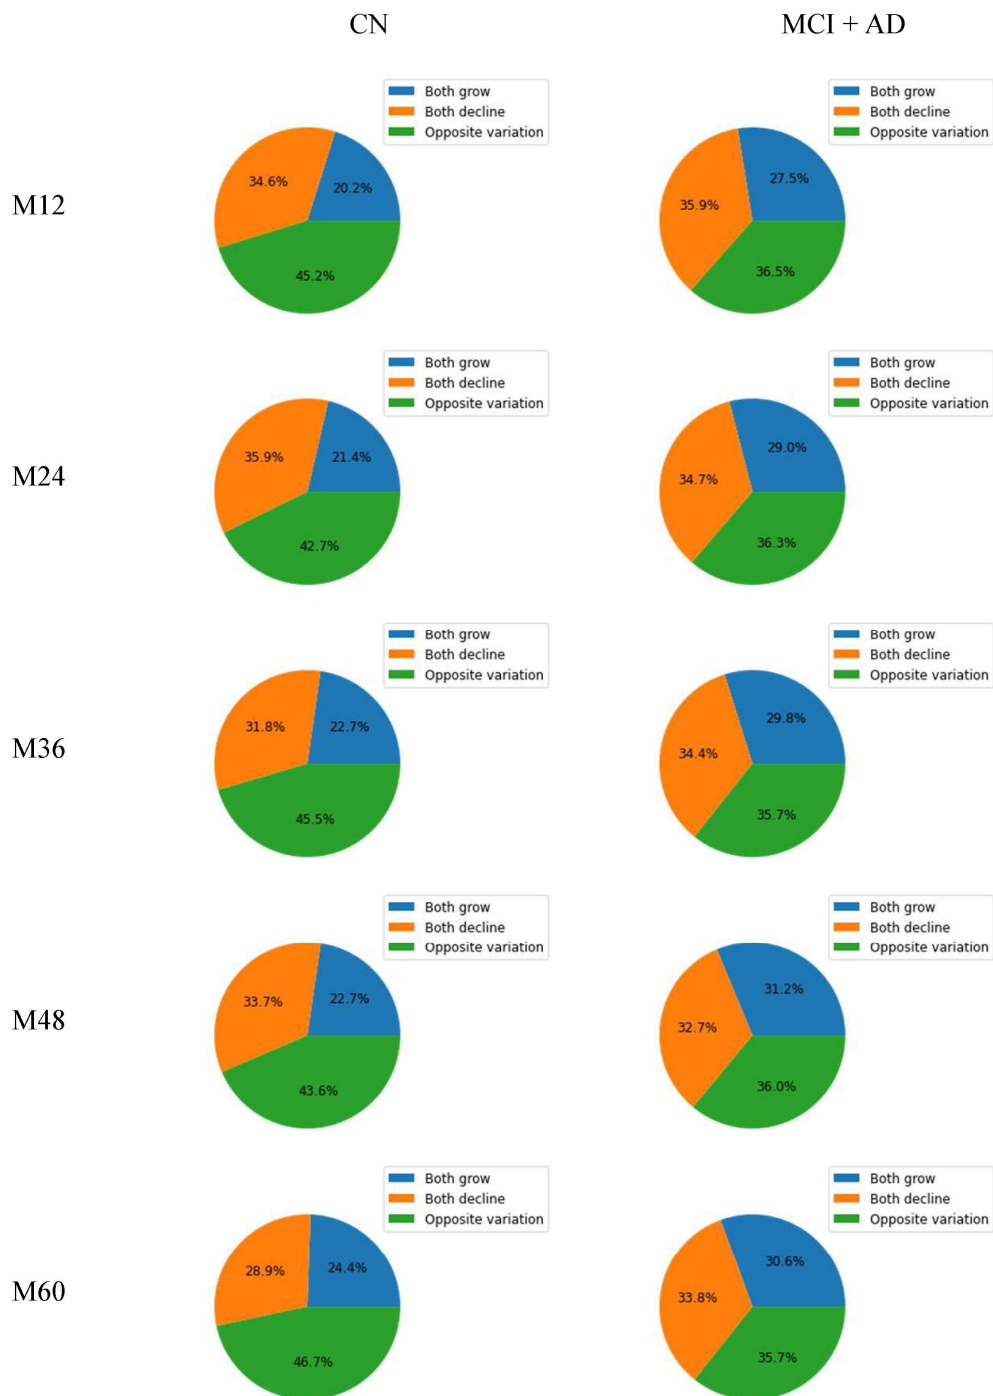 CN MCI + AD
Both grow
Both decline
Opposite variation
Both grow
Both decline
Opposite variation
M12
34.6% 20.2%
45.2%
27.5%
35.9%
36.5%
Both grow
Both decline
Opposite variation
Both grow
Both decline
Opposite variation
M24
35.9% 21.4%
42.7%
29.0%
34.7%
36.3%
Both grow
Both decline
Opposite variation
Both grow
Both decline
Opposite variation
M36
31.8% 22.7%
45.5%
29.8%
34.4%
35.7%
Both grow
Both decline
Opposite variation
Both grow
Both decline
Opposite variation
M48
33.7% 22.7%
43.6%
31.2%
32.7%
36.0%
Both grow
Both decline
Opposite variation
Both grow
Both decline
Opposite variation
M60
28.9% 24.4%
46.7%
30.6%
33.8%
35.7%